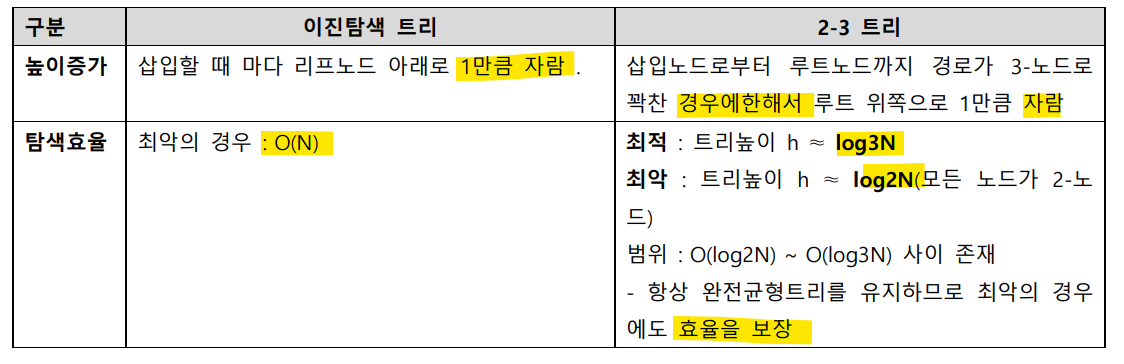 구분 이진탐색 트리 2-3 트리
높이증가 삽입할 때 마다 리프노드 아래로 1만큼 자람 .
삽입노드로부터 루트노드까지 경로가 3-노드로
꽉찬 경우에한해서 루트 위쪽으로 1만큼 자람
탐색효율 최악의 경우 : O(N)
최적 : 트리높이 h ≈ log3N
최악 : 트리높이 h ≈ log2N(모든 노드가 2-노
드)
범위 : O(log2N) ~ O(log3N) 사이 존재
- 항상 완전균형트리를 유지하므로 최악의 경우
에도 효율을 보장